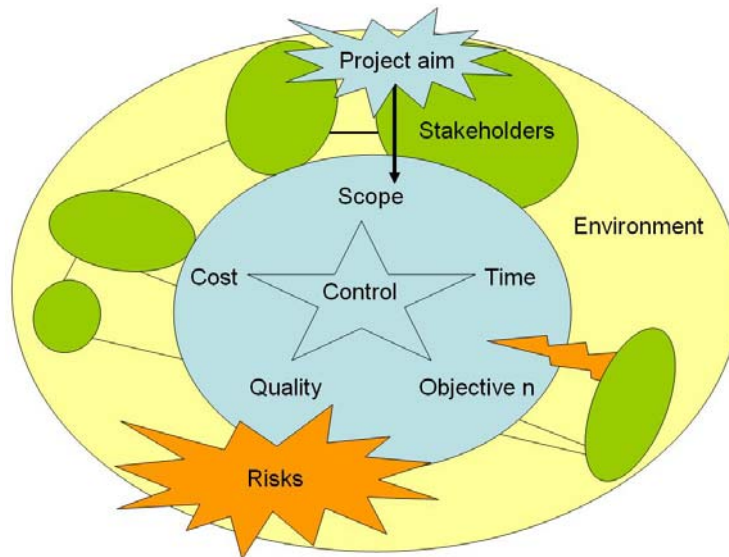 Project aim
Stakeholders
Scope
Environment
Cost
Time
Control
Quality
Objective n
Risks